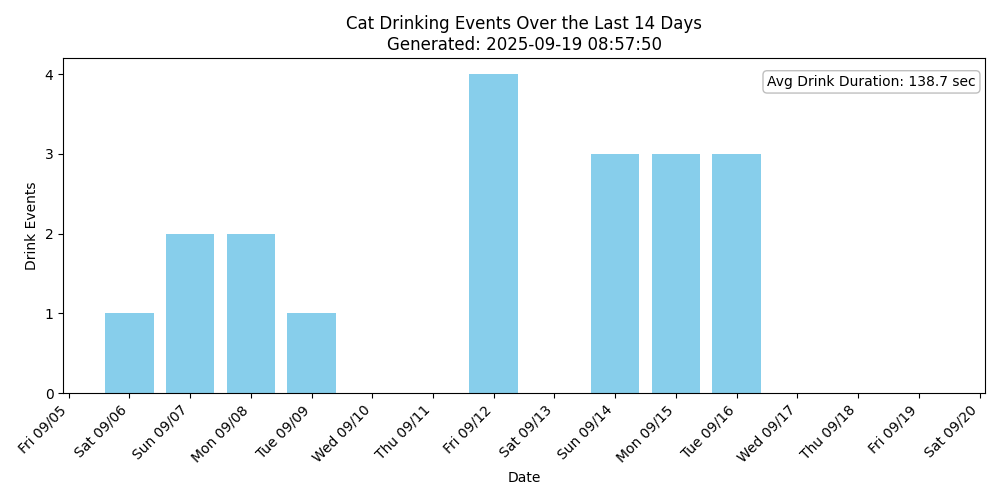 Cat Drinking Events Over the Last 14 Days
Generated: 2025-09-19 08:57:50
Avg Drink Duration: 138.7 sec
Drink Events
4
3
2
1
0
Fri 09/05
Sat 09/06
Sun 09/07
Mon 09/08
Tue 09/09
Wed 09/10
Thu 09/11
Fri 09/12
Sat 09/13
Sun 09/14
Mon 09/15
Tue 09/16
Wed 09/17
Thu 09/18
Fri 09/19
Sat 09/20
Date